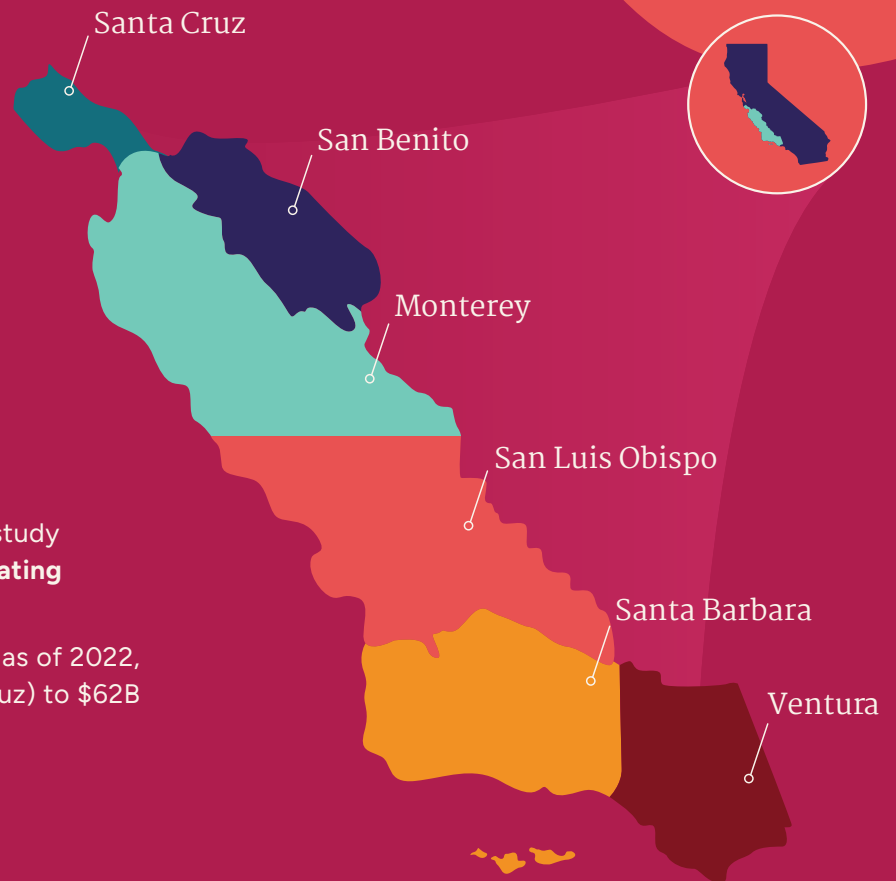 Santa Cruz
San Benito
Monterey
San Luis Obispo
study
ating
Santa Barbara
as of 2022,
uz) to $62B
Ventura